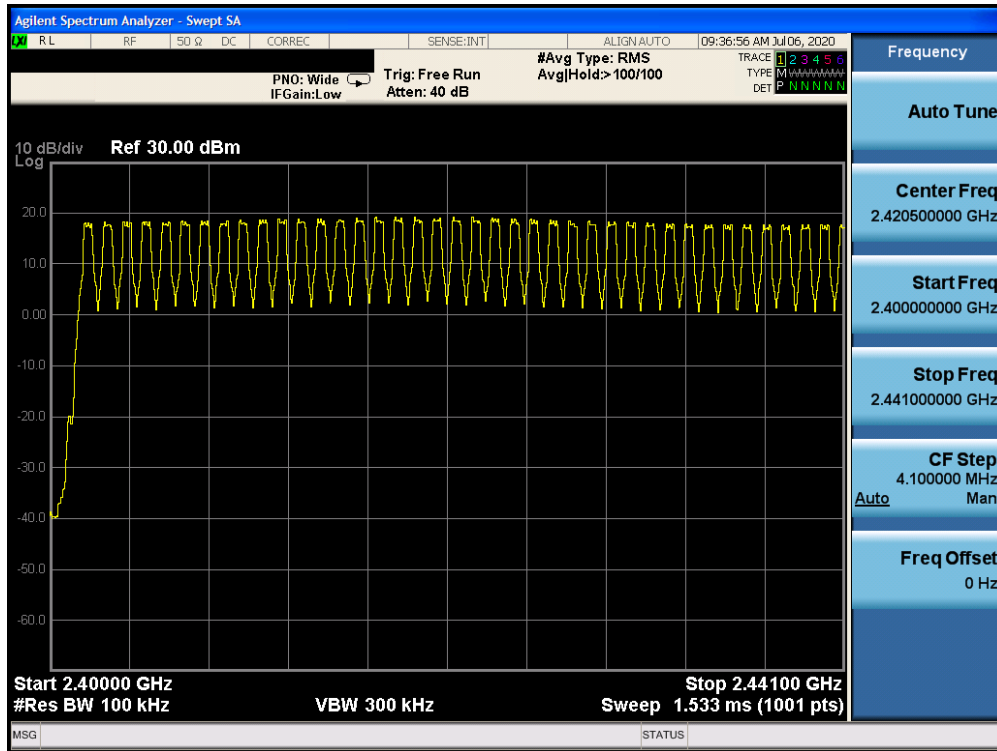 Agilent Spectrum Analyzer - Swept SA
LXI RL RF 50 Ω DC CORREC SENSE:INT ALIGN AUTO 09:36:56 AM Jul 06, 2020
Frequency
#Avg Type: RMS
TRACE 1 2 3 4 5 6
PNO: Wide
Trig: Free Run
Avg|Hold:> 100/100
TYPE M WWWWW
IFGain:Low
Atten: 40 dB
DET P N N N N N
Auto Tune
10 dB/div Ref 30.00 dBm
Log
Center Freq
2.420500000 GHz
20.0
10.0
Start Freq
2.400000000 GHz
0.00
-10.0
Stop Freq
2.441000000 GHz
-20.0
-30.0
CF Step
4.100000 MHz
Auto Man
-40.0
-50.0
Freq Offset
0 Hz
-60.0
Start 2.40000 GHz Stop 2.44100 GHz
#Res BW 100 kHz VBW 300 kHz Sweep 1.533 ms (1001 pts)
MSG STATUS